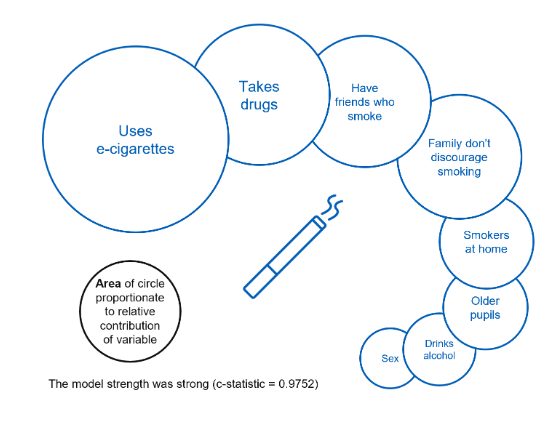 Uses
e-cigarettes
Takes
drugs
Have
friends who
smoke
Family don't
discourage
smoking
Smokers
at home
Older
pupils
Drinks
alcohol
Sex
Area of circle
proportionate
to relative
contribution
of variable
The model strength was strong (c-statistic = 0.9752)